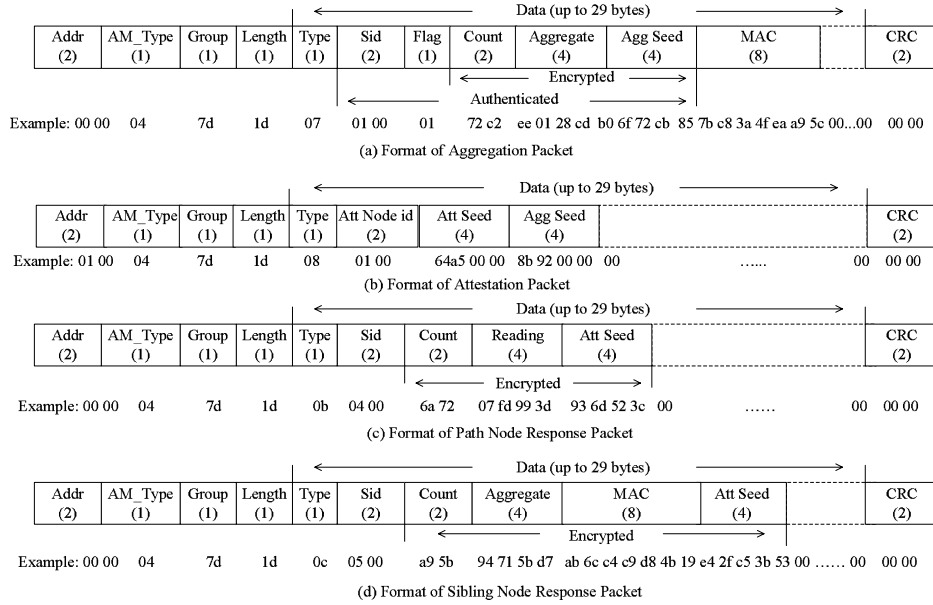 Data (up to 29 bytes)
Addr AM_Type Group Length Type Sid Flag Count Aggregate Agg Seed MAC CRC
(2) (1) (1) (1) (1) (2) (1) (2) (4) (4) (8) (2)
Encrypted
Authenticated
Example: 00 00 04 7d 1d 07 01 00 01 72 c2 ee 01 28 cd b0 6f 72 cb 85 7b c8 3a 4f ea a9 5c 00...00 00 00
(a) Format of Aggregation Packet
Data (up to 29 bytes)
Addr AM_Type Group Length Type Att Node id Att Seed Agg Seed CRC
(2) (1) (1) (1) (1) (2) (4) (4) (2)
Example: 01 00 04 7d 1d 08 01 00 64a5 00 00 8b 92 00 00 00 ...... 00 00 00
(b) Format of Attestation Packet
Data (up to 29 bytes)
Addr AM_Type Group Length Type Sid Count Reading Att Seed CRC
(2) (1) (1) (1) (1) (2) (2) (4) (4) (2)
Encrypted
Example: 00 00 04 7d 1d 0b 04 00 6a 72 07 fd 99 3d 93 6d 52 3c 00 ...... 00 00 00
(c) Format of Path Node Response Packet
Data (up to 29 bytes)
Addr AM_Type Group Length Type Sid Count Aggregate MAC Att Seed CRC
(2) (1) (1) (1) (1) (2) (2) (4) (8) (4) (2)
Encrypted
Example: 00 00 04 7d 1d 0c 05 00 a9 5b 94 71 5b d7 ab 6c c4 c9 d8 4b 19 e4 2f c5 3b 53 00 ...... 00 00 00
(d) Format of Sibling Node Response Packet